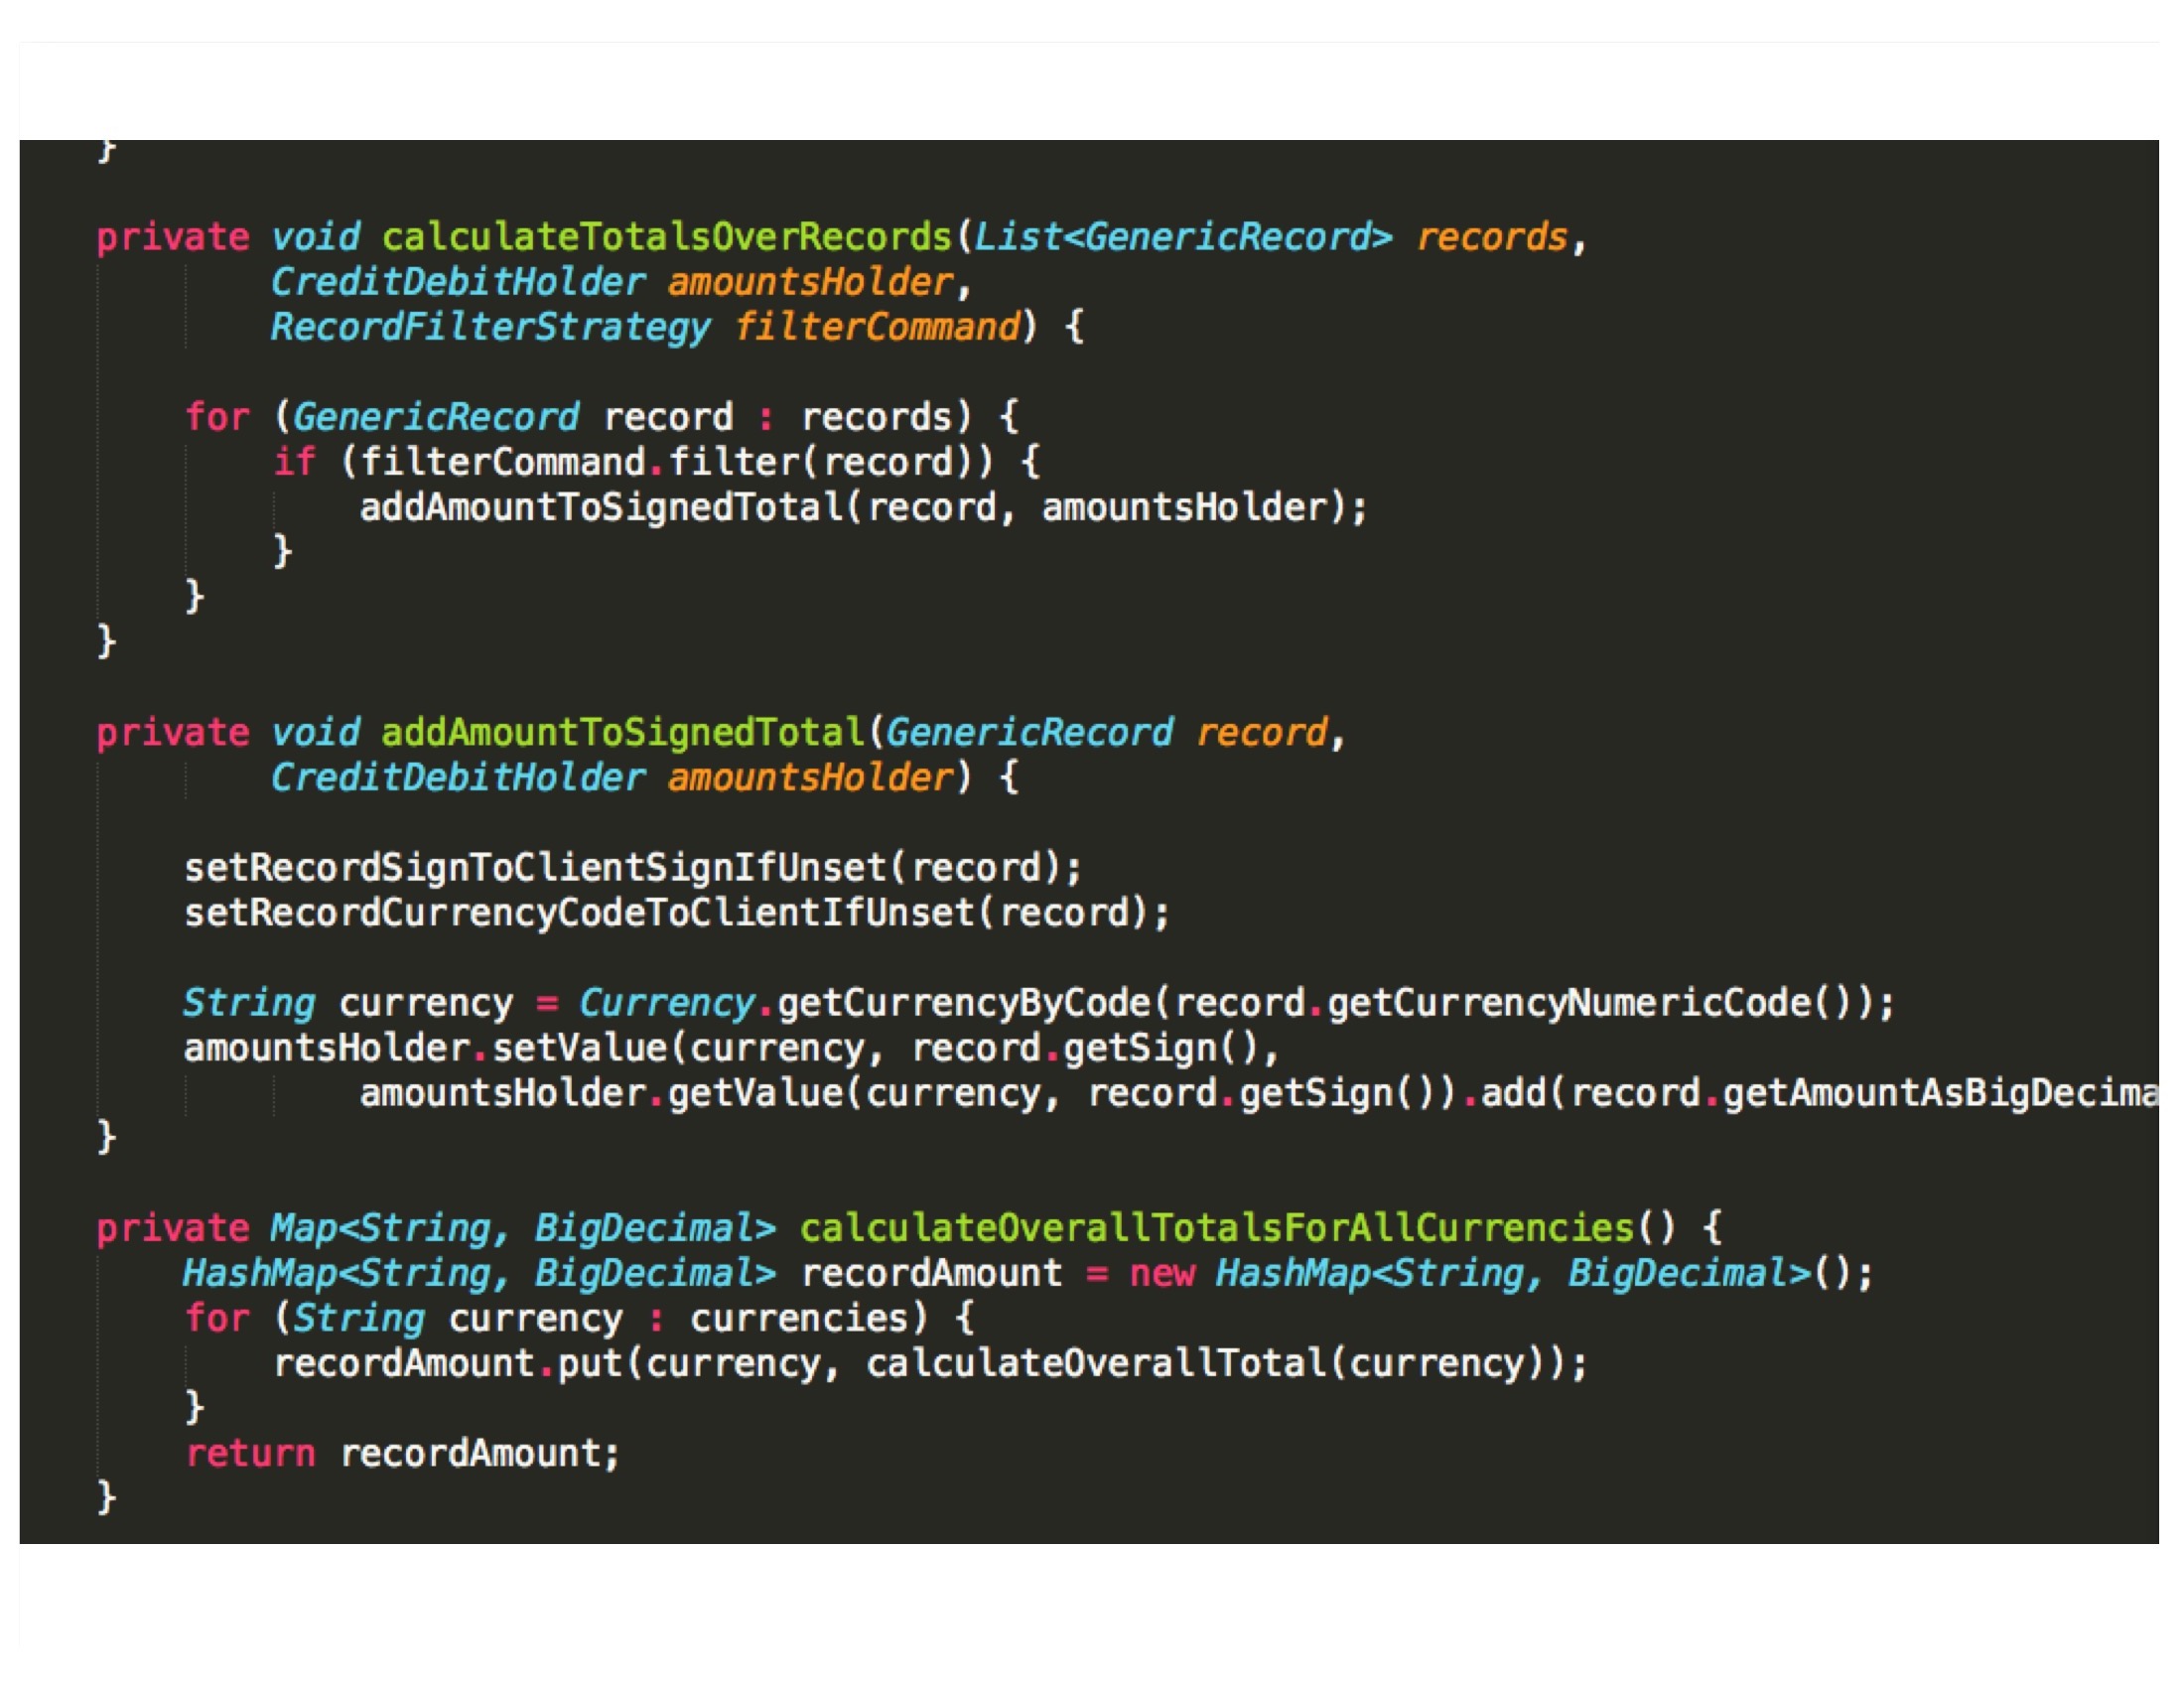 }
private void calculateTotalsOverRecords(List<GenericRecord> records,
CreditDebitHolder amountsHolder,
RecordFilterStrategy filterCommand) {
for (GenericRecord record : records) {
if (filterCommand.filter(record)) {
addAmountToSignedTotal(record, amountsHolder);
}
}
}
private void addAmountToSignedTotal(GenericRecord record,
CreditDebitHolder amountsHolder) {
setRecordSignToClientSignIfUnset(record);
setRecordCurrencyCodeToClientIfUnset(record);
String currency = Currency.getCurrencyByCode(record.getCurrencyNumericCode());
amountsHolder.setValue(currency, record.getSign(),
amountsHolder.getValue(currency, record.getSign()).add(record.getAmountAsBigDecima
}
private Map<String, BigDecimal> calculateOverallTotalsForAllCurrencies() {
HashMap<String, BigDecimal> recordAmount = new HashMap<String, BigDecimal>();
for (String currency : currencies) {
recordAmount.put(currency, calculateOverallTotal(currency));
}
return recordAmount;
}